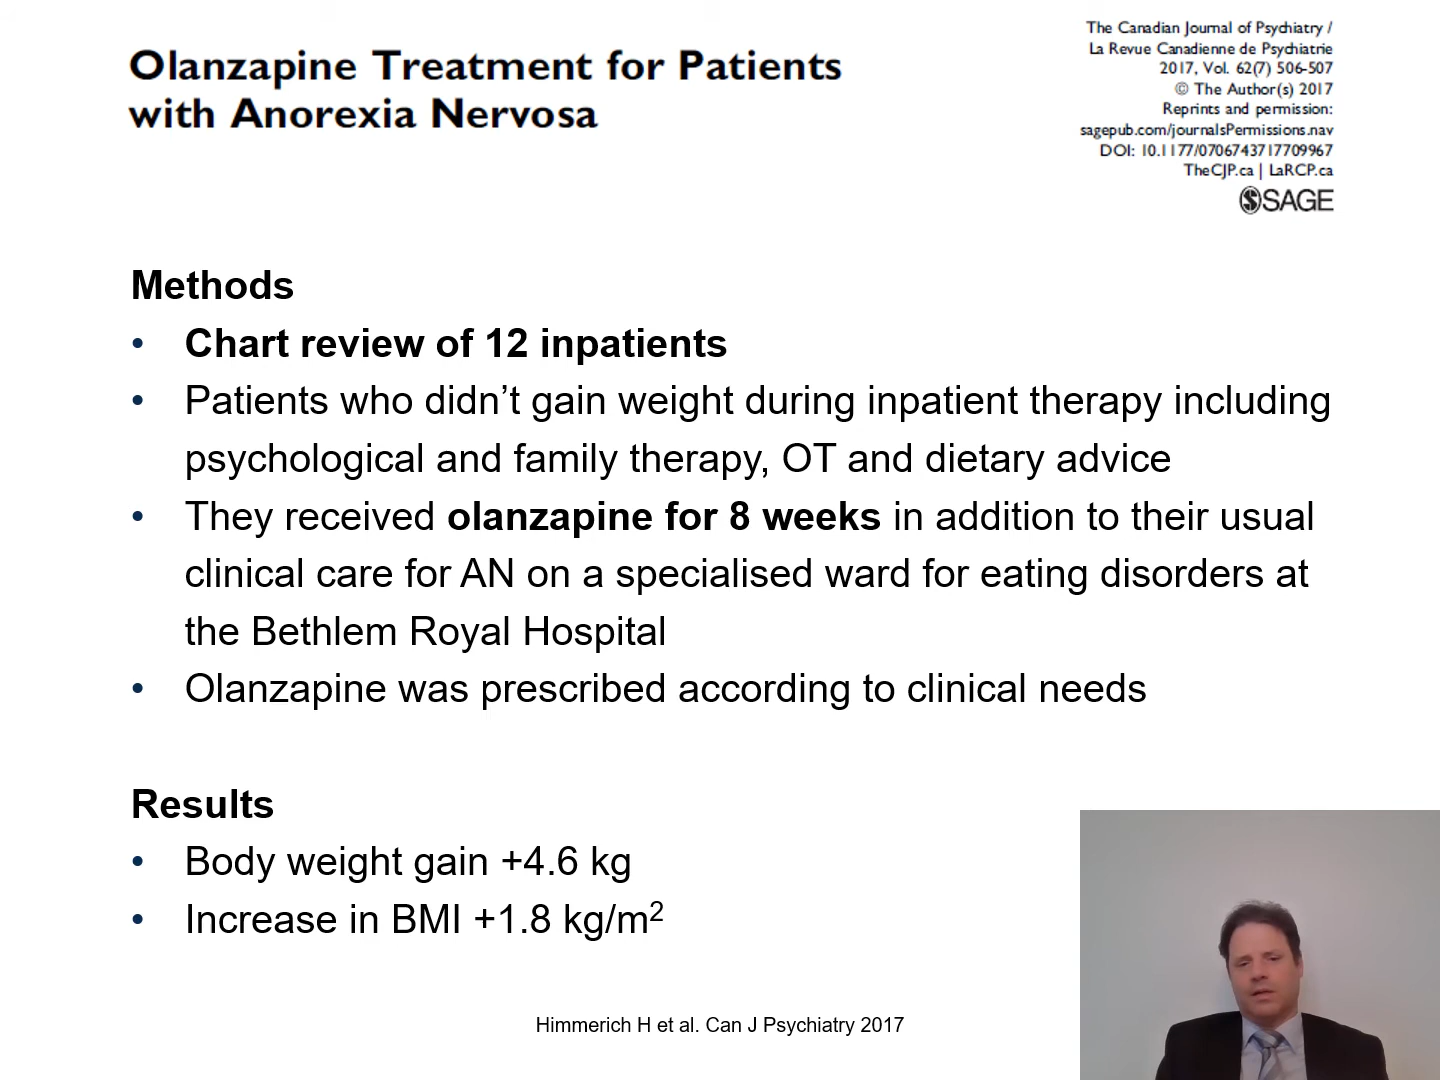 Olanzapine Treatment for Patients
with Anorexia Nervosa
The Canadian Journal of Psychiatry /
La Revue Canadienne de Psychiatrie
2017, Vol. 62(7) 506-507
© The Author(s) 2017
Reprints and permission:
sagepub.com/journalsPermissions.nav
DOI: 10.1177/0706743717709967
TheCJP.ca | LaRCP.ca
SAGE
Methods
• Chart review of 12 inpatients
• Patients who didn’t gain weight during inpatient therapy including
psychological and family therapy, OT and dietary advice
• They received olanzapine for 8 weeks in addition to their usual
clinical care for AN on a specialised ward for eating disorders at
the Bethlem Royal Hospital
• Olanzapine was prescribed according to clinical needs
Results
• Body weight gain +4.6 kg
• Increase in BMI +1.8 kg/m²
Himmerich H et al. Can J Psychiatry 2017